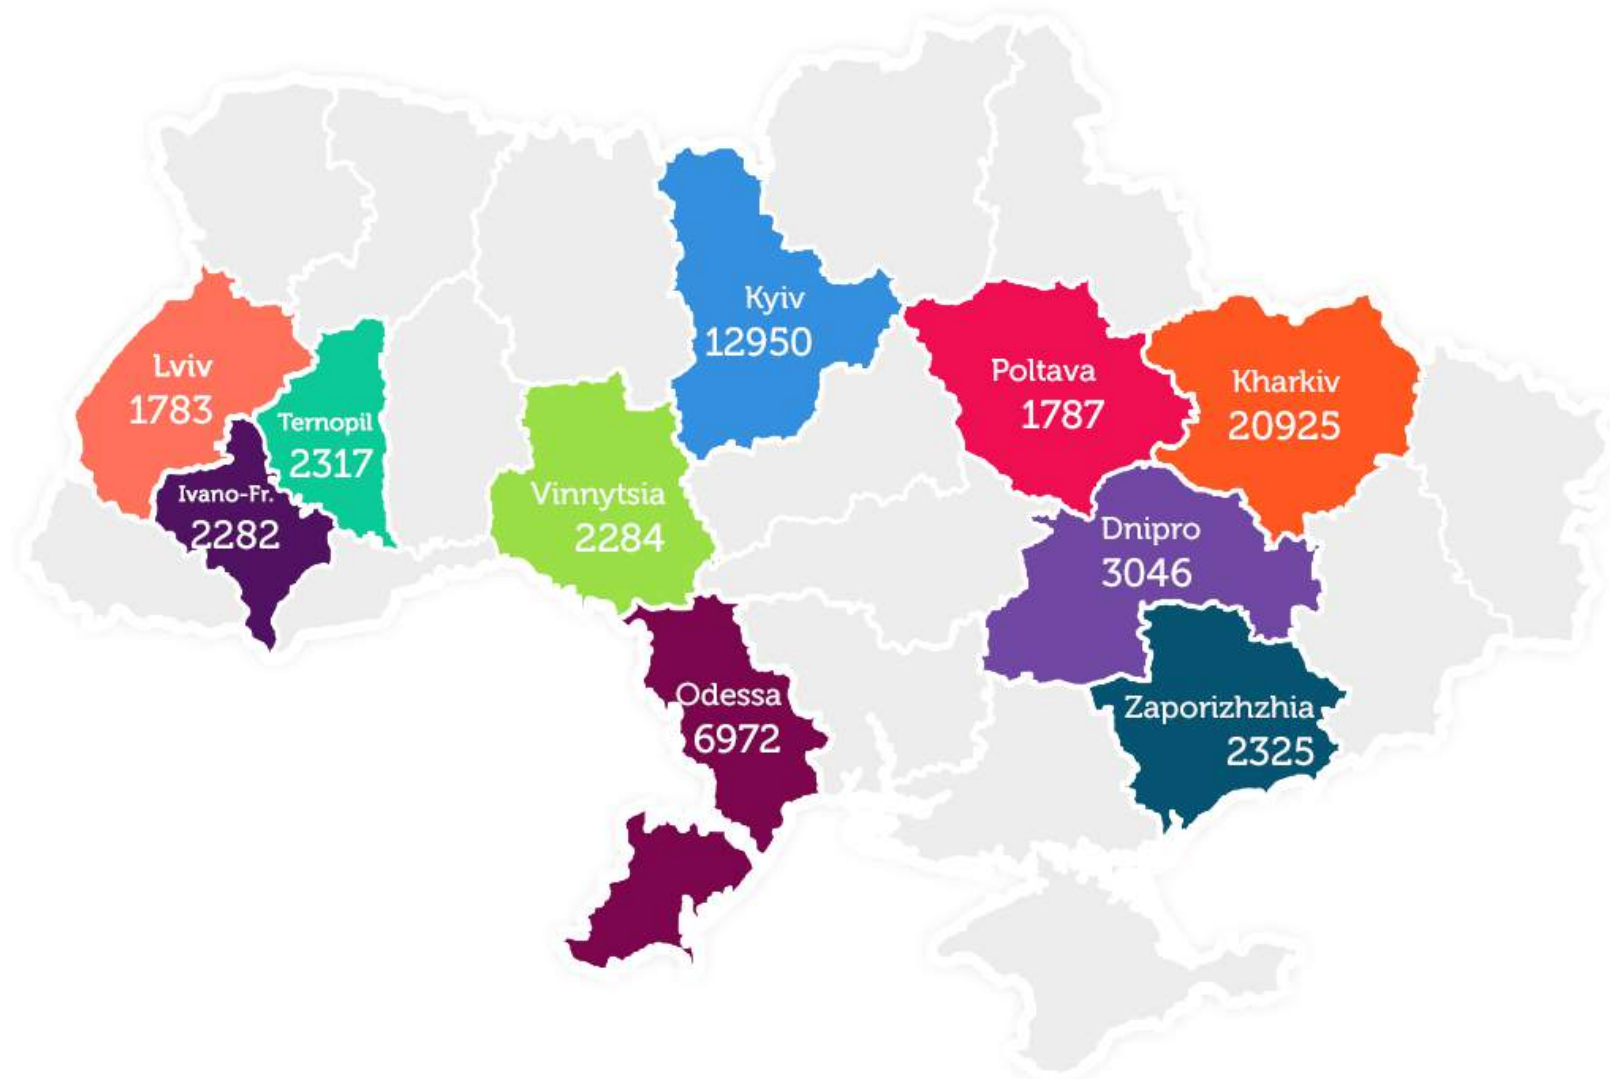 Kyiv
12950
Lviv
1783
Ternopil
2317
Poltava
1787
Kharkiv
20925
Ivano-Fr.
2282
Vinnytsia
2284
Dnipro
3046
Odessa
6972
Zaporizhzhia
2325